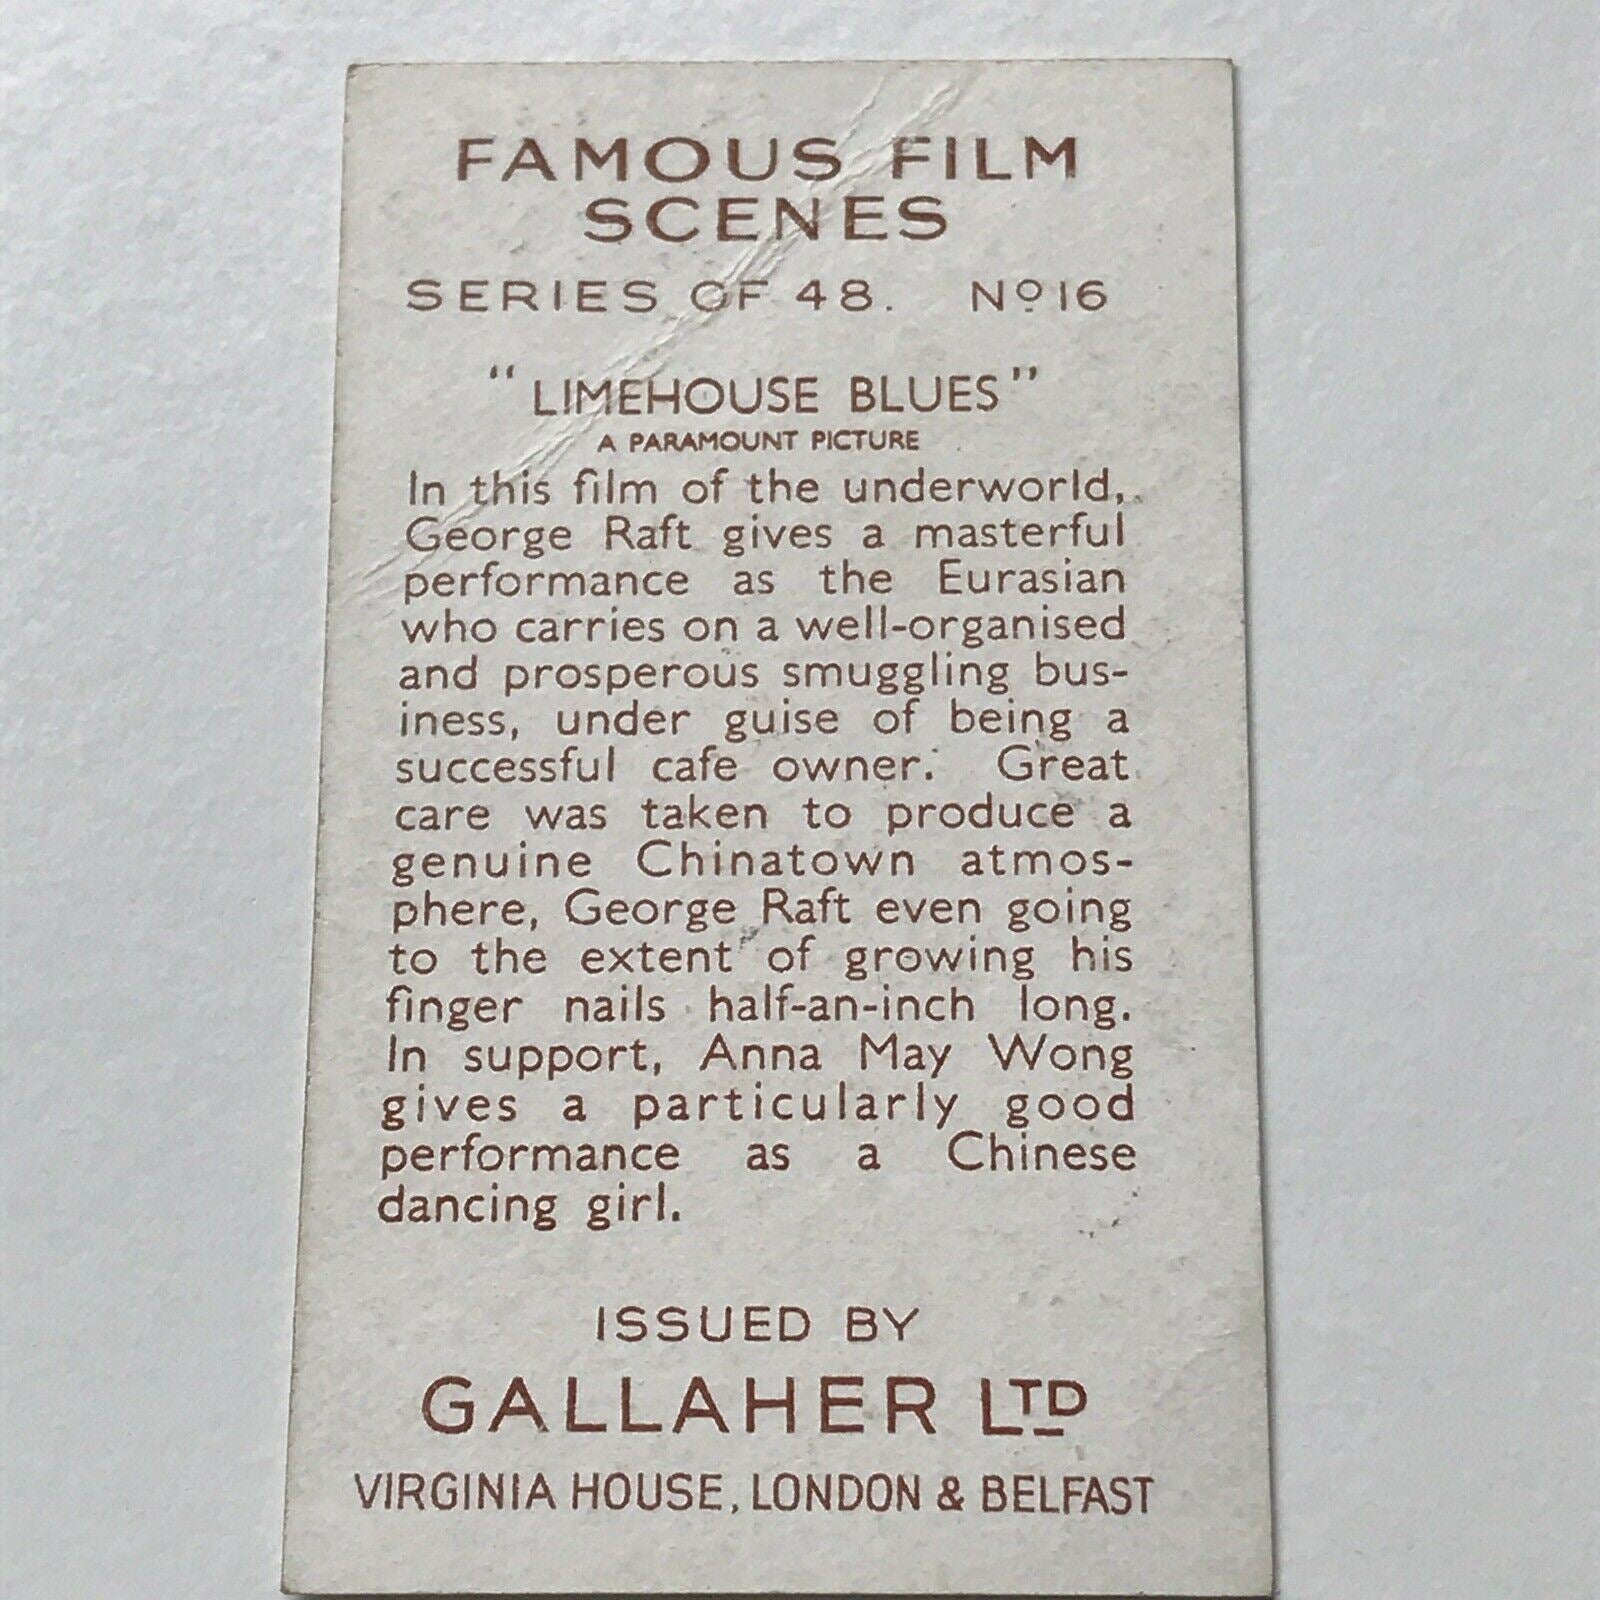 FAMOUS FILM
SCENES
SERIES OF 48. Nº 16
"LIMEHOUSE BLUES"
A PARAMOUNT PICTURE
In this film of the underworld,
George Raft gives a masterful
performance as the Eurasian
who carries on a well-organised
and prosperous smuggling bus-
iness, under guise of being a
successful cafe owner. Great
care was taken to produce a
genuine Chinatown atmos-
phere, George Raft even going
to the extent of growing his
finger nails half-an-inch long.
In support, Anna May Wong
gives a particularly good
performance as a Chinese
dancing girl.
ISSUED BY
GALLAHER LTD
VIRGINIA HOUSE, LONDON & BELFAST